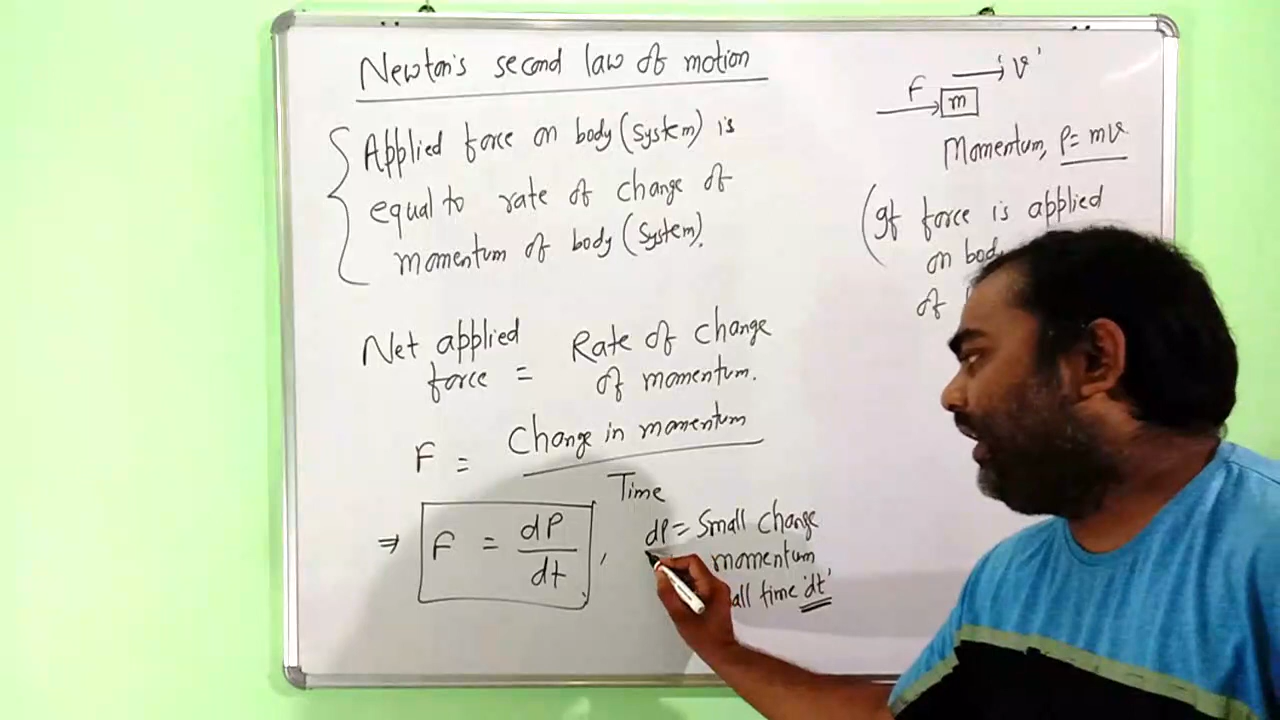 Newton's second law of motion
Applied force on body (System) is
equal to rate of change of
momentum of body (System).
Net applied
force =
Rate of change
of momentum.
F = Change in momentum
Time
⇒ F = dP/dt ,
dP = Small change
momentum
all time 'dt'
'v'
F
m
Momentum, P = mv
(If force is applied
on body
of